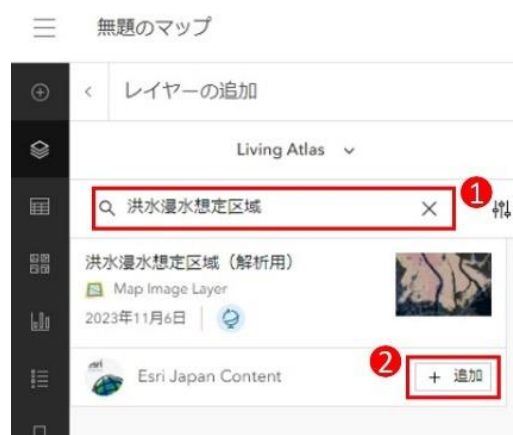 無題のマップ
レイヤーの追加
Living Atlas
洪水浸水想定区域
1
洪水浸水想定区域（解析用）
Map Image Layer
2023年11月6日
esri
Esri Japan Content
2
+ 追加